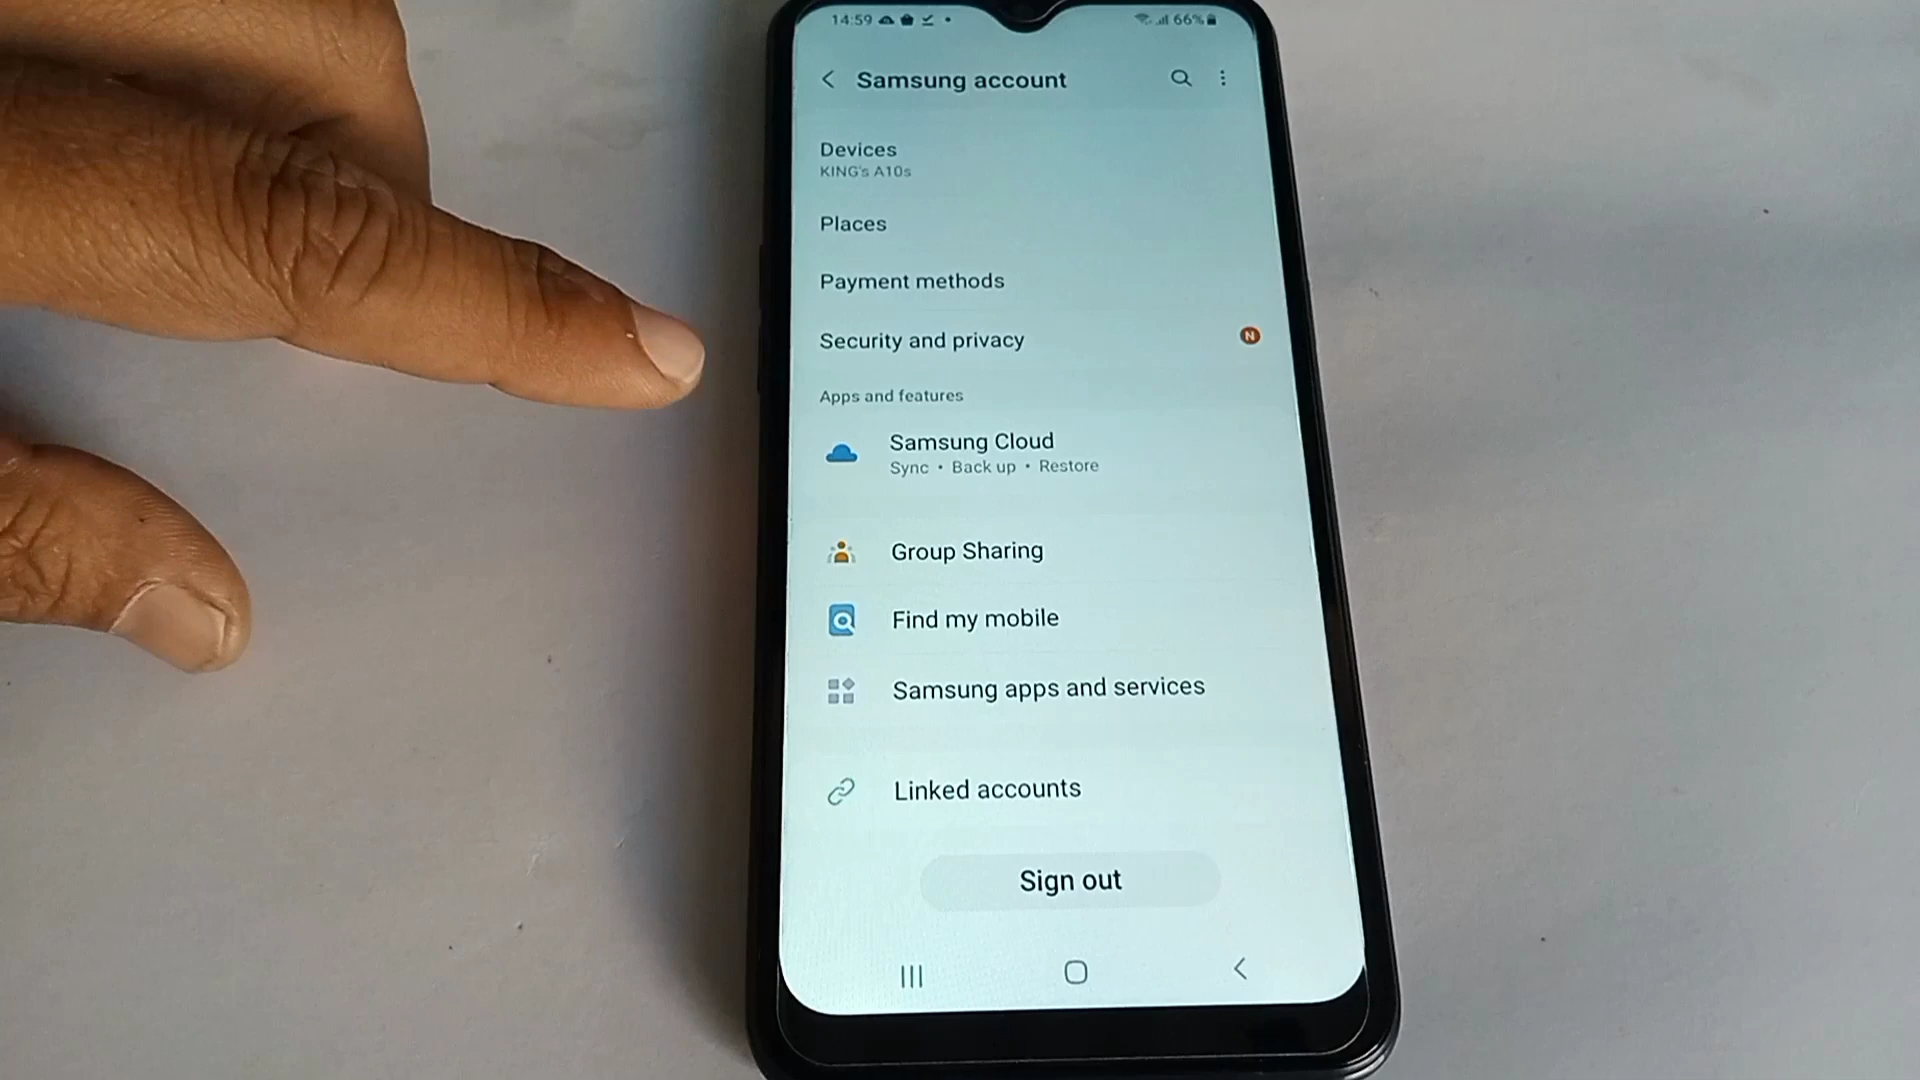 14:59 66%
Samsung account
Devices
KING's A10s
Places
Payment methods
Security and privacy N
Apps and features
Samsung Cloud
Sync • Back up • Restore
Group Sharing
Find my mobile
Samsung apps and services
Linked accounts
Sign out